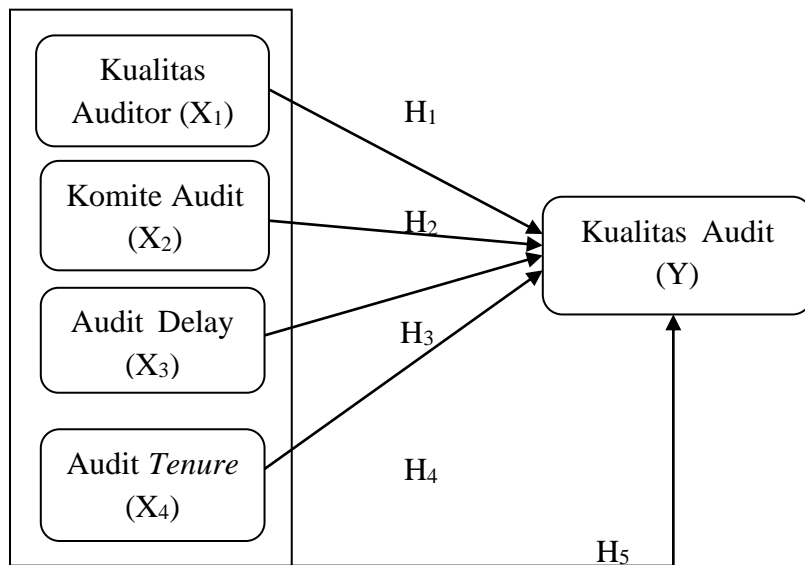 Kualitas
Auditor (X₁)
H₁
Komite Audit
(X₂)
H₂
Kualitas Audit
(Y)
Audit Delay
(X₃)
H₃
Audit Tenure
(X₄)
H₄
H₅